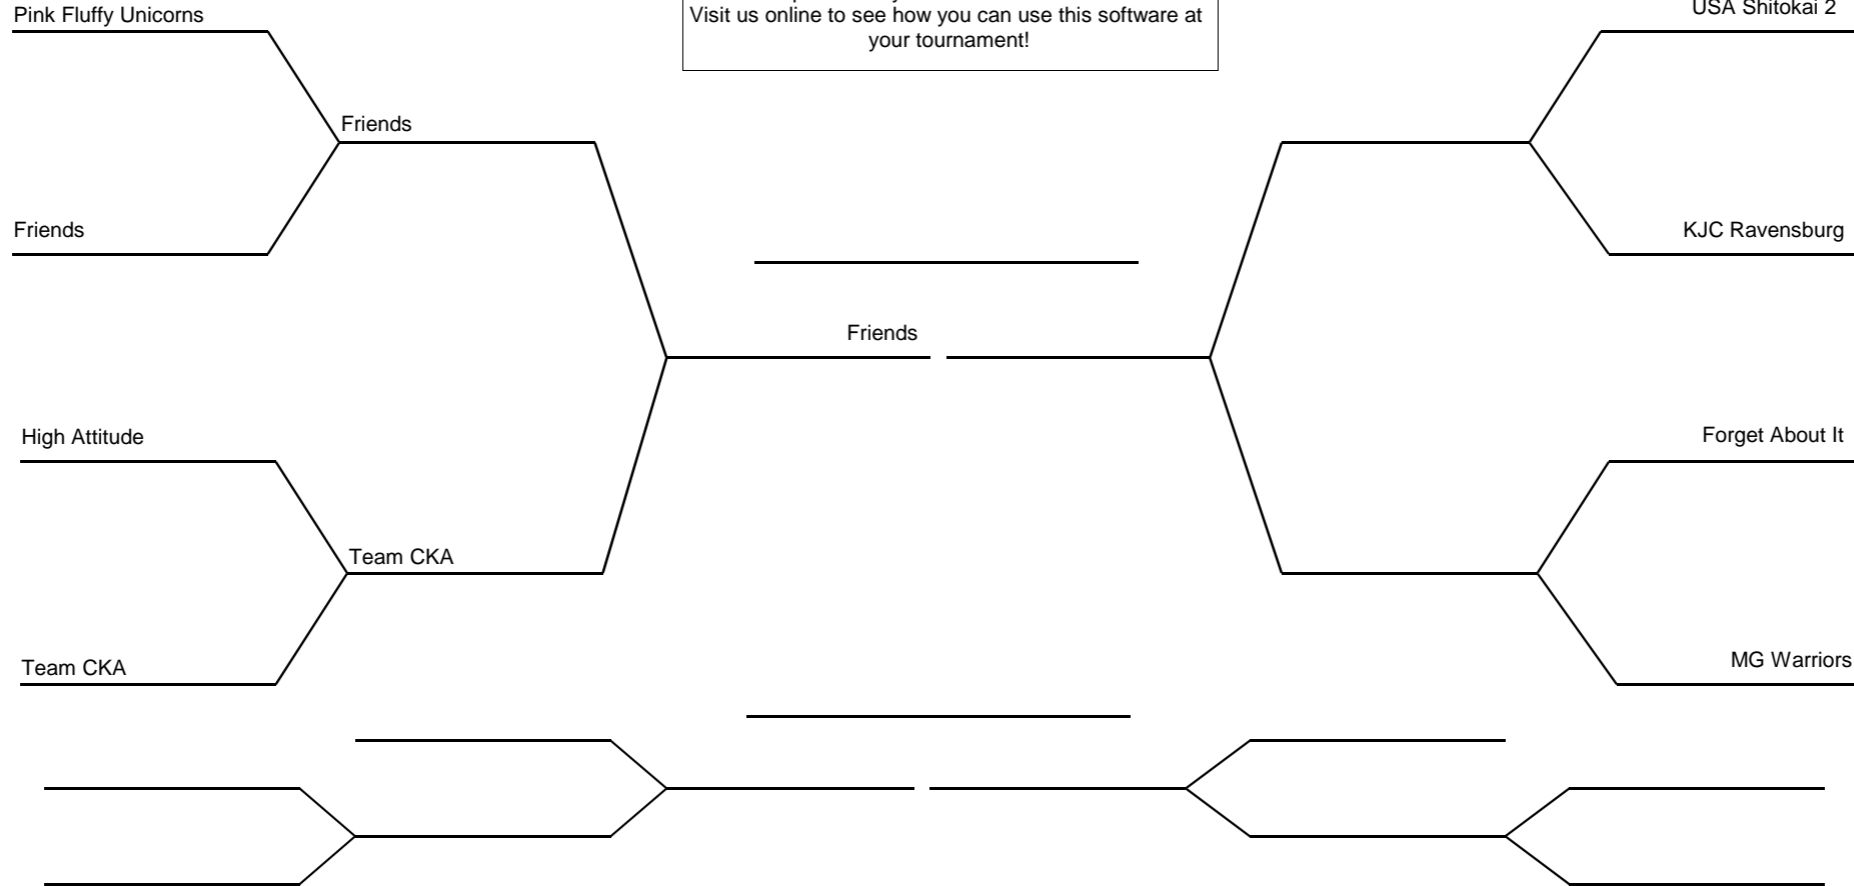 Pink Fluffy Unicorns
Visit us online to see how you can use this software at
your tournament!
USA Shitokai 2
Friends
Friends
KJC Ravensburg
Friends
High Attitude
Forget About It
Team CKA
Team CKA
MG Warriors